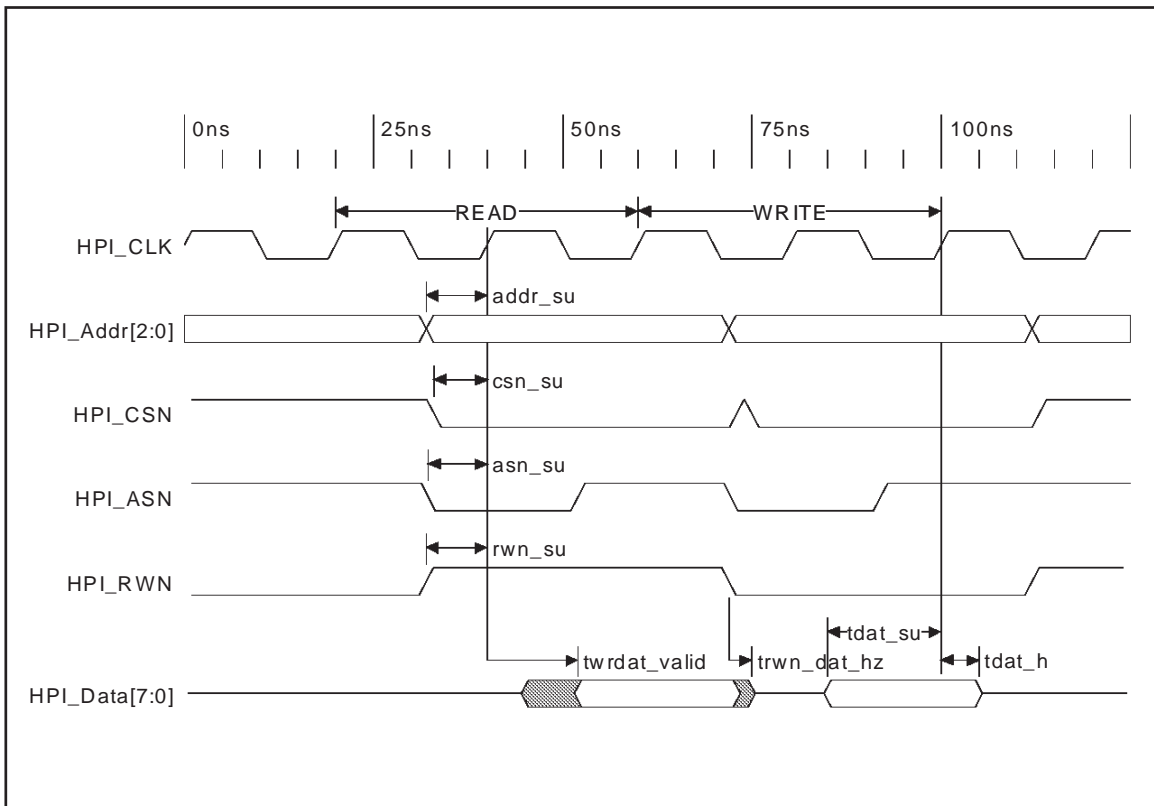 0ns 25ns 50ns 75ns 100ns
READ WRITE
HPI_CLK
addr_su
HPI_Addr[2:0]
csn_su
HPI_CSN
asn_su
HPI_ASN
rwn_su
HPI_RWN
tdat_su
twrdat_valid trwn_dat_hz tdat_h
HPI_Data[7:0]